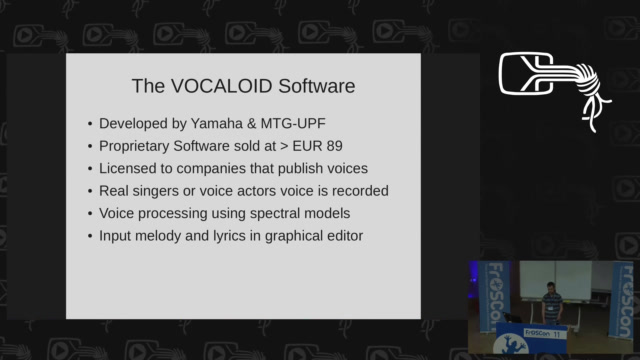 The VOCALOID Software
• Developed by Yamaha & MTG-UPF
• Proprietary Software sold at > EUR 89
• Licensed to companies that publish voices
• Real singers or voice actors voice is recorded
• Voice processing using spectral models
• Input melody and lyrics in graphical editor
FrOSCon
FrOSCon
FrOSCon 11